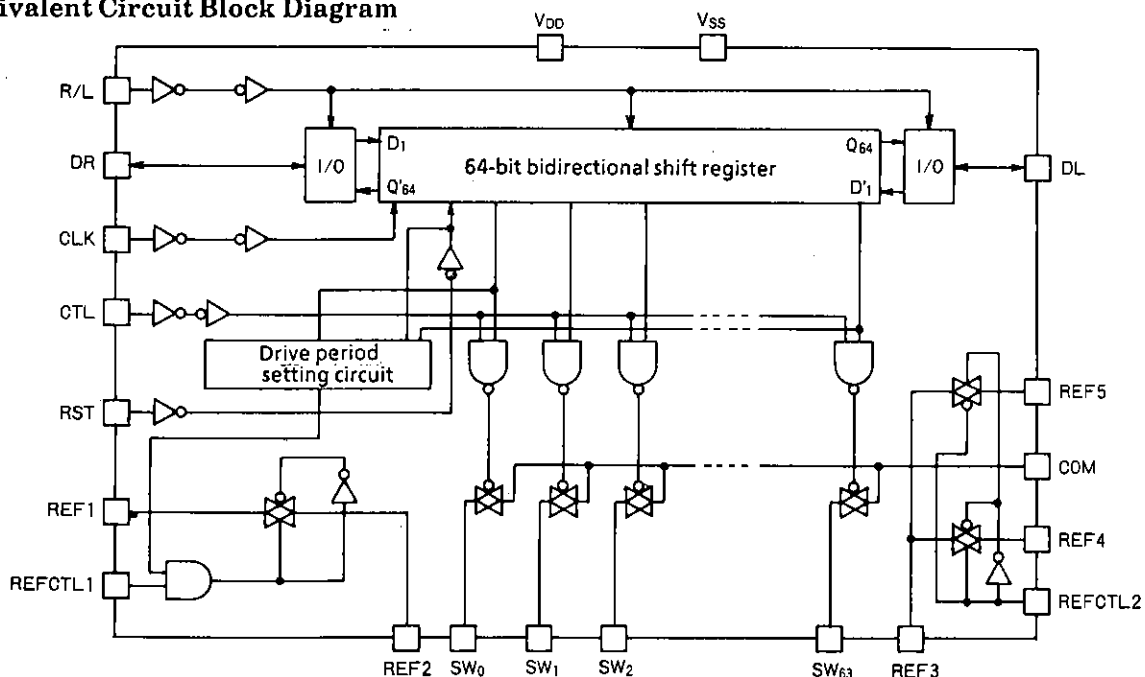 ivalent Circuit Block Diagram
VDD
VSS
R/L
DR
I/O
D1
Q'64
64-bit bidirectional shift register
Q64
D'1
I/O
DL
CLK
CTL
Drive period
setting circuit
RST
REF5
COM
REF1
REF4
REFCTL1
REFCTL2
REF2
SW0
SW1
SW2
SW63
REF3